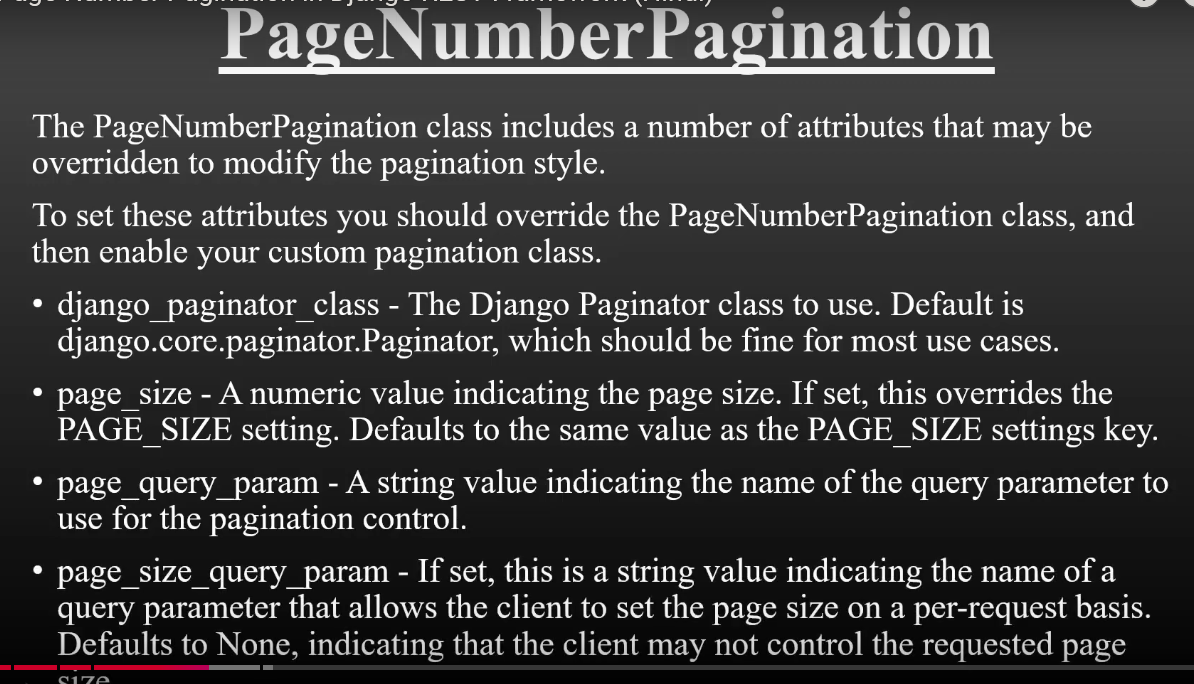 PageNumberPagination
The PageNumberPagination class includes a number of attributes that may be
overridden to modify the pagination style.
To set these attributes you should override the PageNumberPagination class, and
then enable your custom pagination class.
• django_paginator_class - The Django Paginator class to use. Default is
django.core.paginator.Paginator, which should be fine for most use cases.
• page_size - A numeric value indicating the page size. If set, this overrides the
PAGE_SIZE setting. Defaults to the same value as the PAGE_SIZE settings key.
• page_query_param - A string value indicating the name of the query parameter to
use for the pagination control.
• page_size_query_param - If set, this is a string value indicating the name of a
query parameter that allows the client to set the page size on a per-request basis.
Defaults to None, indicating that the client may not control the requested page
size